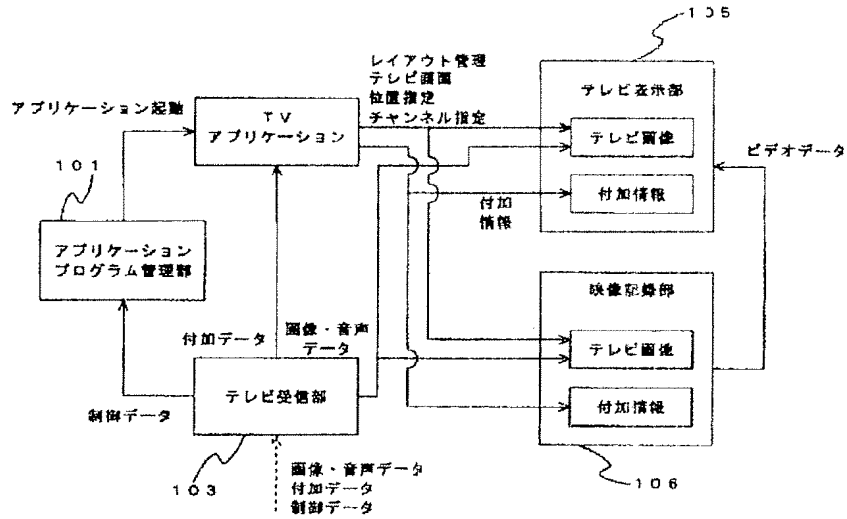 １０５
レイアウト管理
テレビ画面
位置指定
チャンネル指定
テレビ表示部
アプリケーション起動
ＴＶ
アプリケーション
テレビ画像
ビデオデータ
１０１
付加情報
付加
情報
アプリケーション
プログラム管理部
映像記録部
付加データ
画像・音声
データ
テレビ画像
テレビ受信部
制御データ
付加情報
画像・音声データ
付加データ
制御データ
１０３
１０６